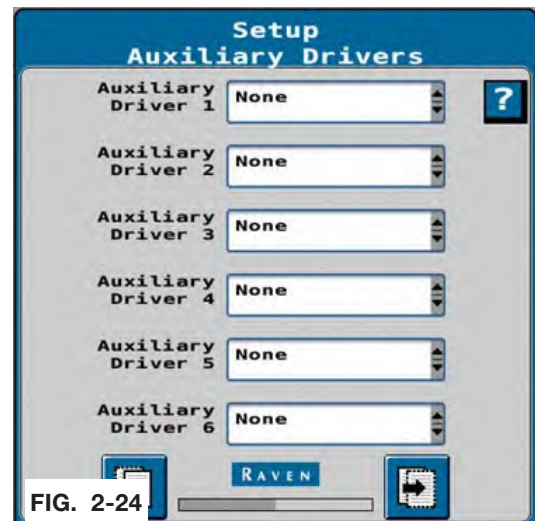 Setup
Auxiliary Drivers
Auxiliary
Driver 1
None
?
Auxiliary
Driver 2
None
Auxiliary
Driver 3
None
Auxiliary
Driver 4
None
Auxiliary
Driver 5
None
Auxiliary
Driver 6
None
RAVEN
FIG. 2-24